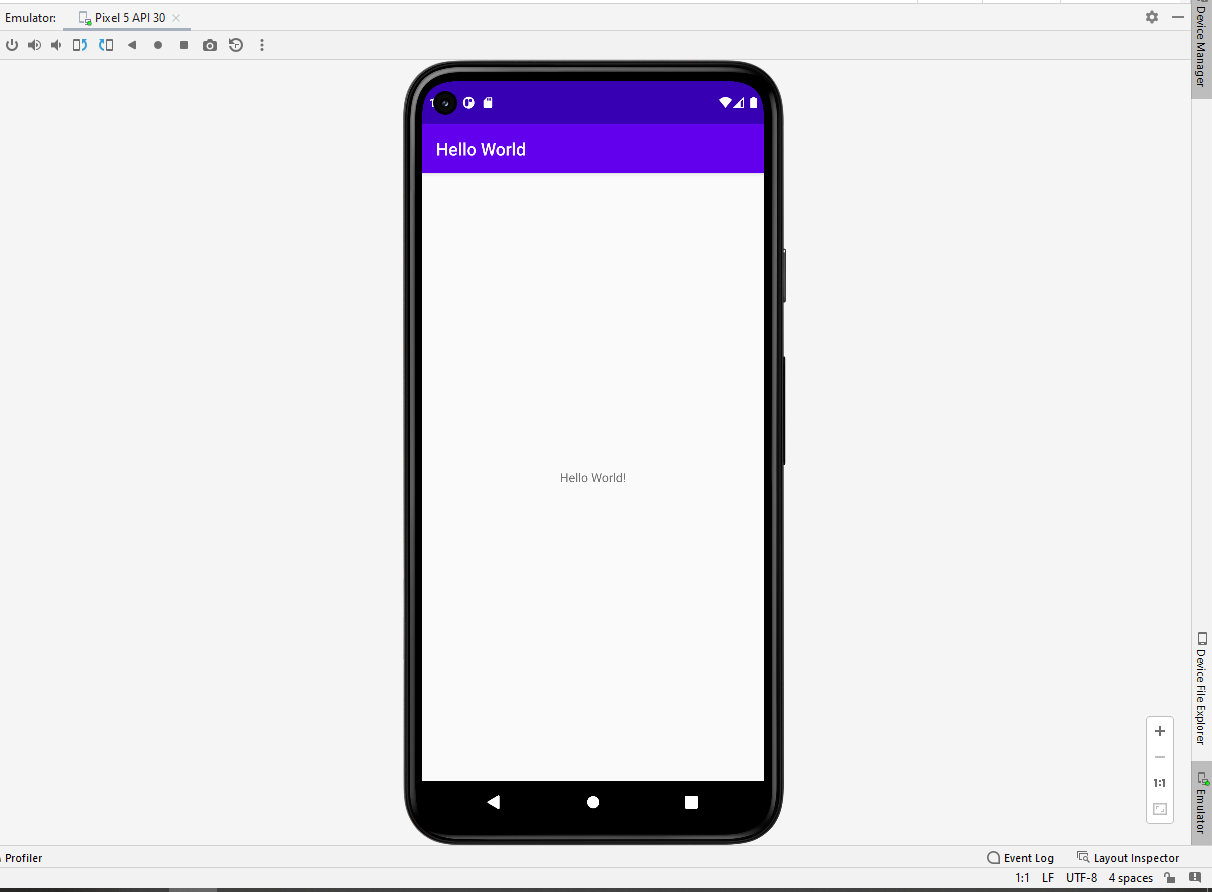 Emulator: Pixel 5 API 30
Device Manager
Hello World
Hello World!
Device File Explorer
1:1
Emulator
Profiler
Event Log Layout Inspector
1:1 LF UTF-8 4 spaces